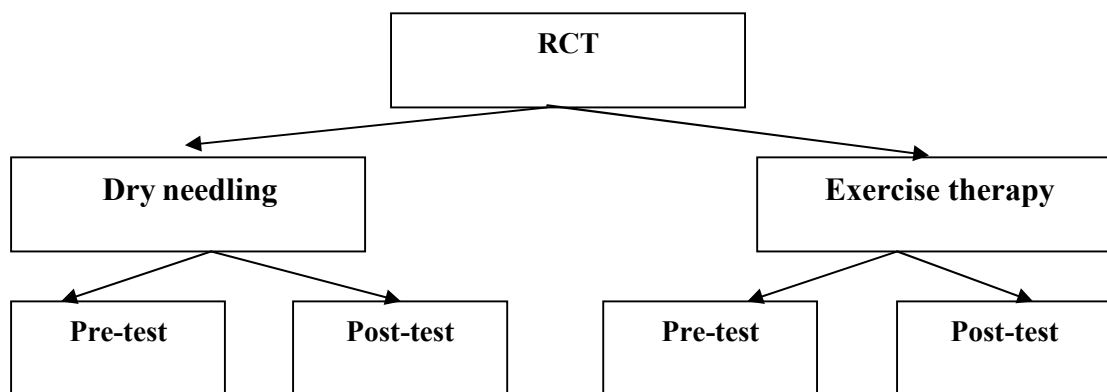 RCT
Dry needling
Exercise therapy
Pre-test
Post-test
Pre-test
Post-test